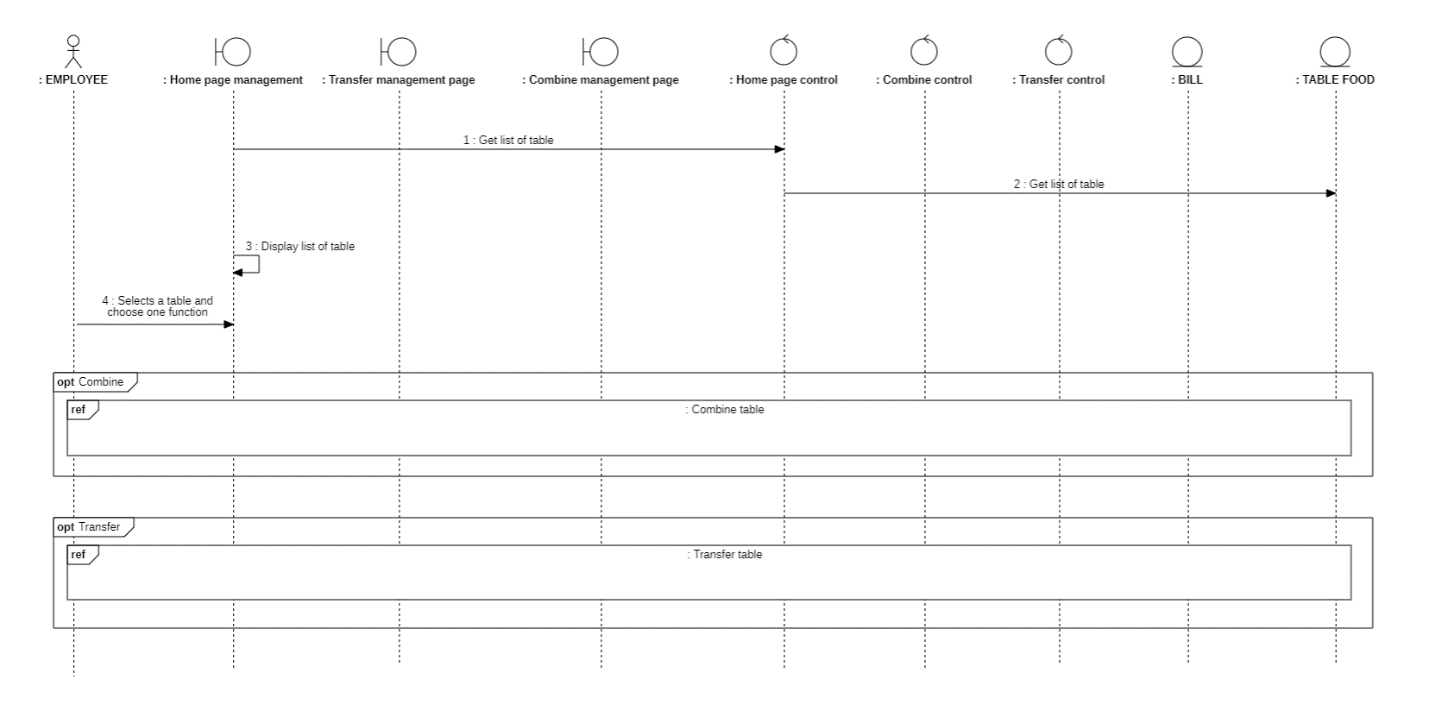 : EMPLOYEE
: Home page management
: Transfer management page
: Combine management page
: Home page control
: Combine control
: Transfer control
: BILL
: TABLE FOOD
1 : Get list of table
2 : Get list of table
3 : Display list of table
4 : Selects a table and
choose one function
opt Combine
ref
: Combine table
opt Transfer
ref
: Transfer table